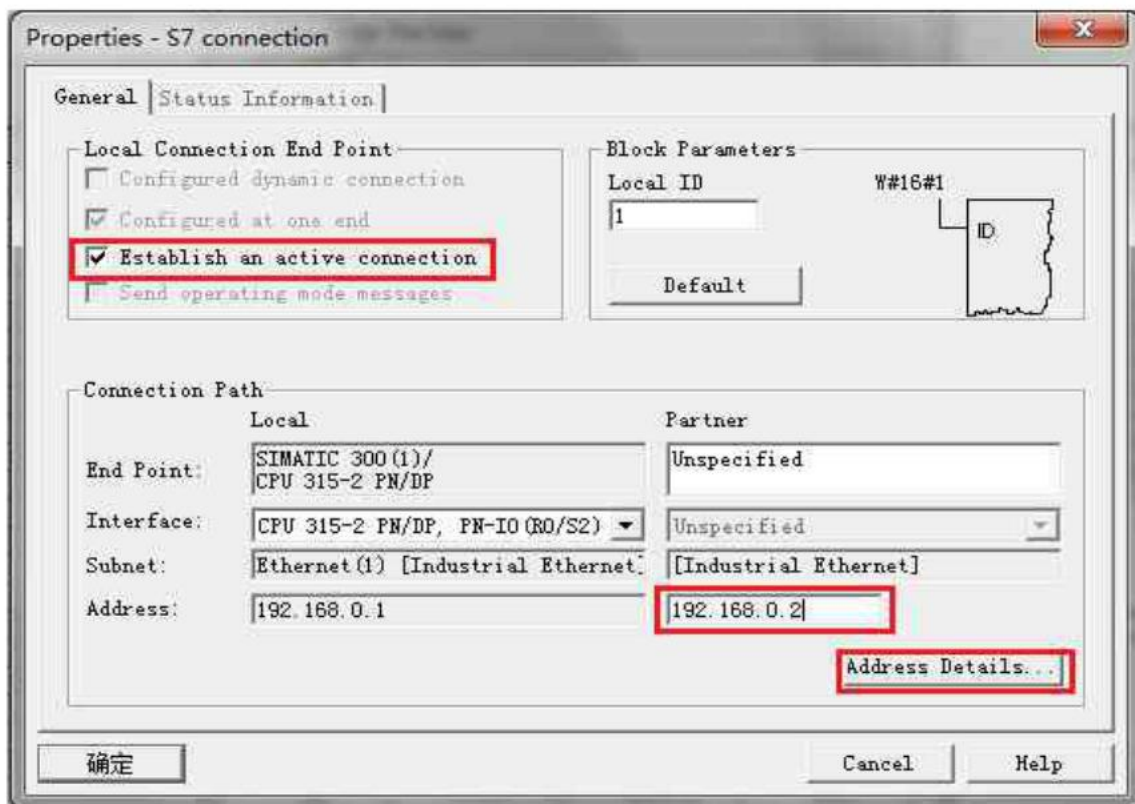 Properties - S7 connection
General
Status Information
Local Connection End Point
Configured dynamic connection
Configured at one end
Establish an active connection
Send operating mode messages
Block Parameters
Local ID
W#16#1
1
ID
Default
Connection Path
Local
Partner
End Point:
SIMATIC 300(1)/
CPU 315-2 PN/DP
Unspecified
Interface:
CPU 315-2 PN/DP, PN-IO(R0/S2)
Unspecified
Subnet:
Ethernet(1) [Industrial Ethernet]
[Industrial Ethernet]
Address:
192.168.0.1
192.168.0.2
Address Details...
确定
Cancel
Help